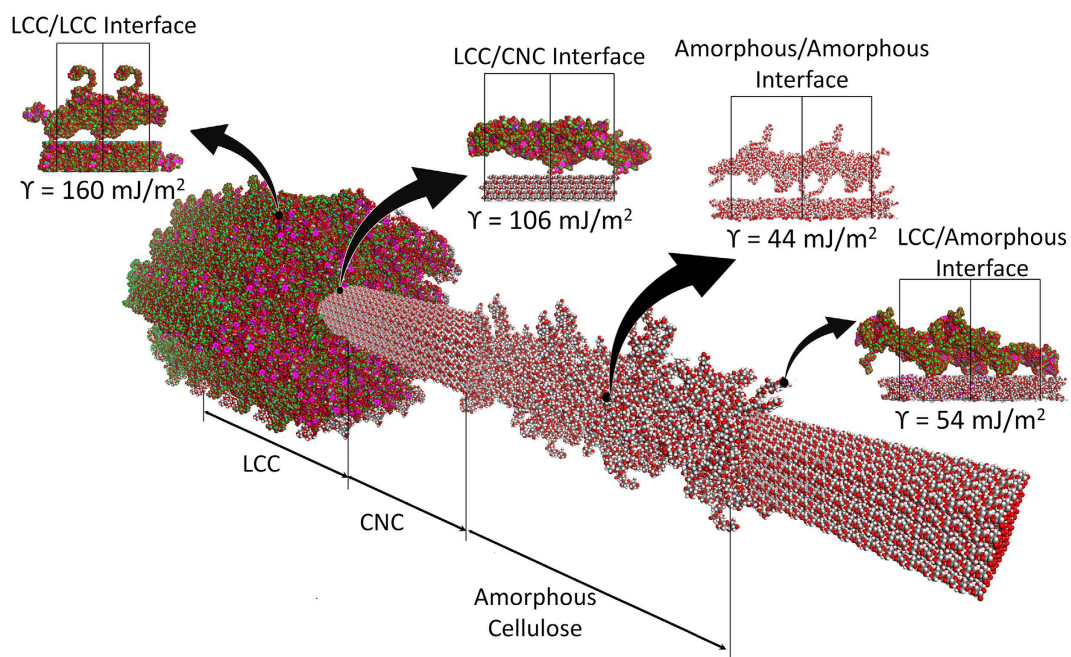 LCC/LCC Interface
ϒ = 160 mJ/m²
LCC/CNC Interface
ϒ = 106 mJ/m²
Amorphous/Amorphous
Interface
ϒ = 44 mJ/m²
LCC/Amorphous
Interface
ϒ = 54 mJ/m²
LCC
CNC
Amorphous
Cellulose